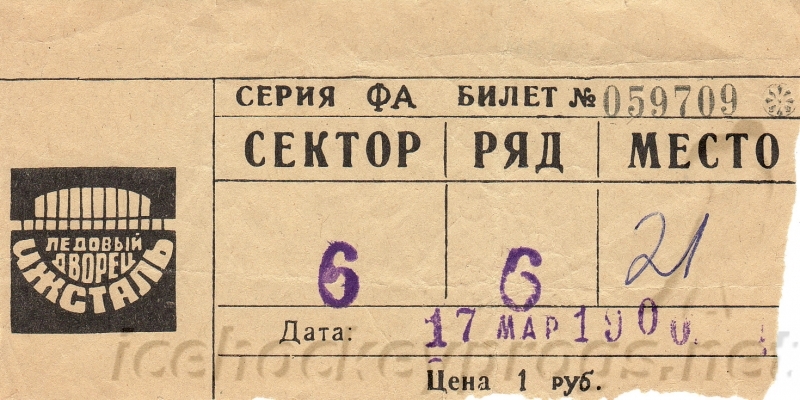 СЕРИЯ ФА БИЛЕТ № 059709
СЕКТОР РЯД МЕСТО
ЛЕДОВЫЙ
ДВОРЕЦ
ИЖСТАЛЬ
6 6 21
Дата: 17 МАР
icehockeyprogs.net
Цена 1 руб.